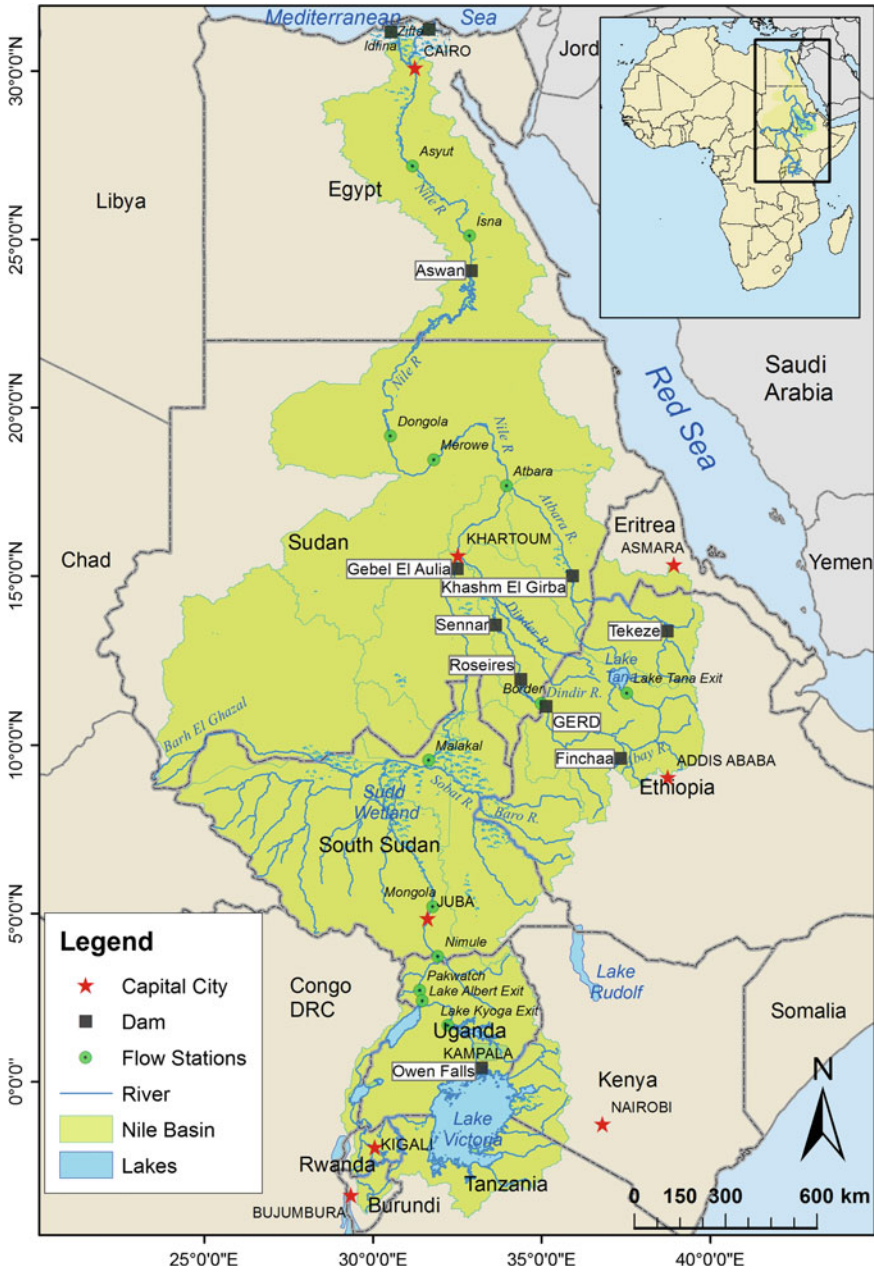 Mediterranean Sea
Idfina
Zifta
CAIRO
Jord
30°0'0"N
Asyut
Libya
Egypt
Nile R
Isna
25°0'0"N
Aswan
Saudi
Arabia
Red Sea
Nile R
20°0'0"N
Dongola
Merowe
Nile R
Atbara
Atbara R.
Eritrea
ASMARA
Sudan
KHARTOUM
Chad
Yemen
Gebel El Aulia
Khashm El Girba
15°0'0"N
Sennar
Dindir R.
Tekeze
Roseires
Lake
Tana
Lake Tana Exit
Border
Dindir R.
GERD
Barh El Ghazal
10°0'0"N
Malakal
Finchaa
Abay R.
ADDIS ABABA
Ethiopia
Sobat R.
Sudd
Wetland
Baro R.
South Sudan
Mongola
JUBA
5°0'0"N
Nimule
Congo
DRC
Pakwatch
Lake Albert Exit
Lake Kyoga Exit
Uganda
KAMPALA
Owen Falls
Lake
Rudolf
Somalia
Kenya
NAIROBI
0°0'0"
Lake
Victoria
KIGALI
Rwanda
Tanzania
Burundi
BUJUMBURA
Legend
Capital City
Dam
Flow Stations
River
Nile Basin
Lakes
N
0 150 300 600 km
25°0'0"E 30°0'0"E 35°0'0"E 40°0'0"E